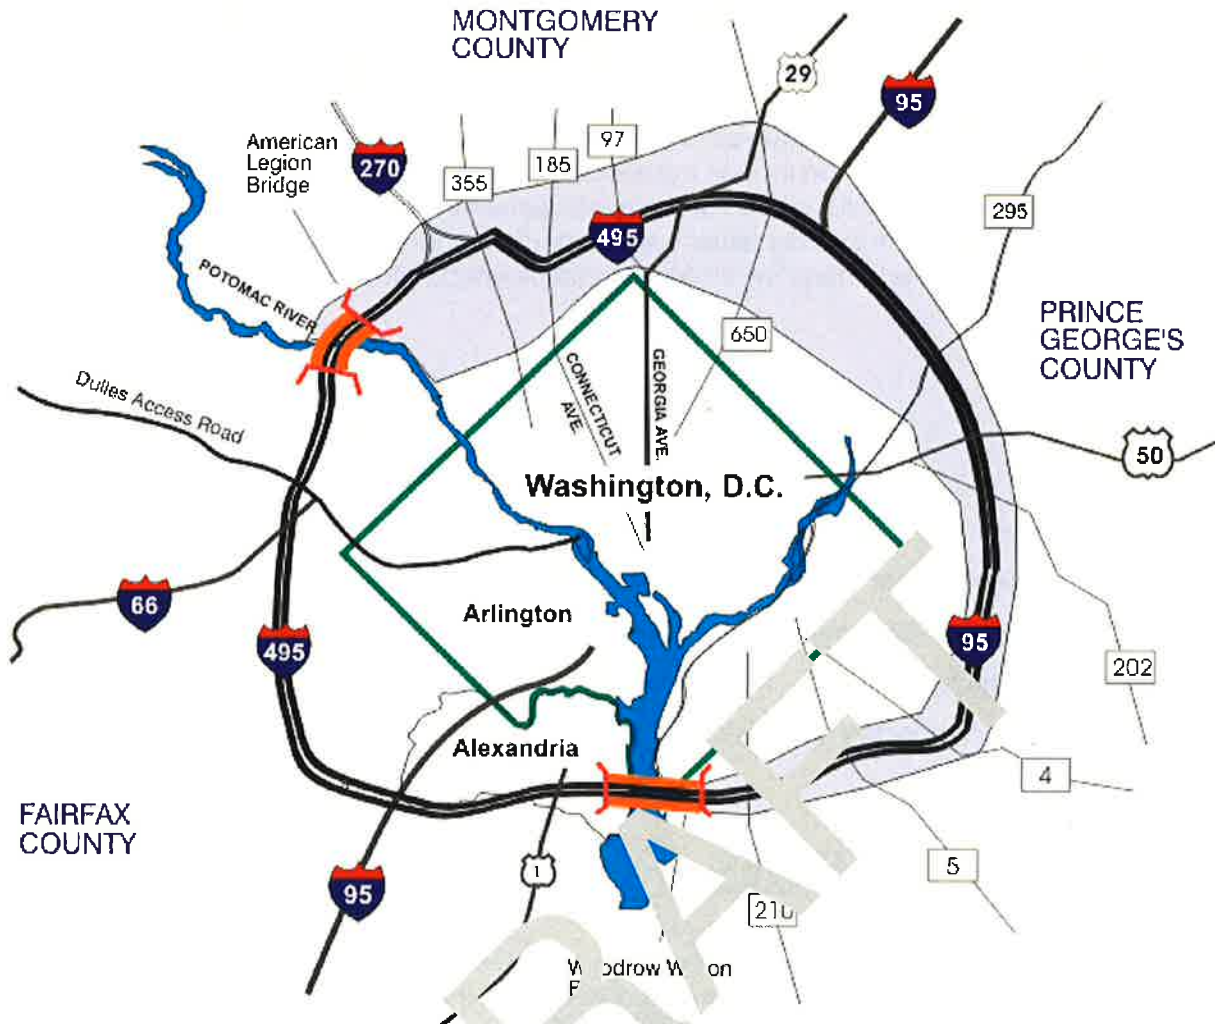 MONTGOMERY
COUNTY
29
95
American
Legion
Bridge
270
97
185
355
295
495
POTOMAC RIVER
PRINCE
GEORGE'S
COUNTY
650
CONNECTICUT
AVE.
GEORGIA AVE.
Dulles Access Road
50
Washington, D.C.
66
Arlington
495
95
202
Alexandria
4
FAIRFAX
COUNTY
5
1
95